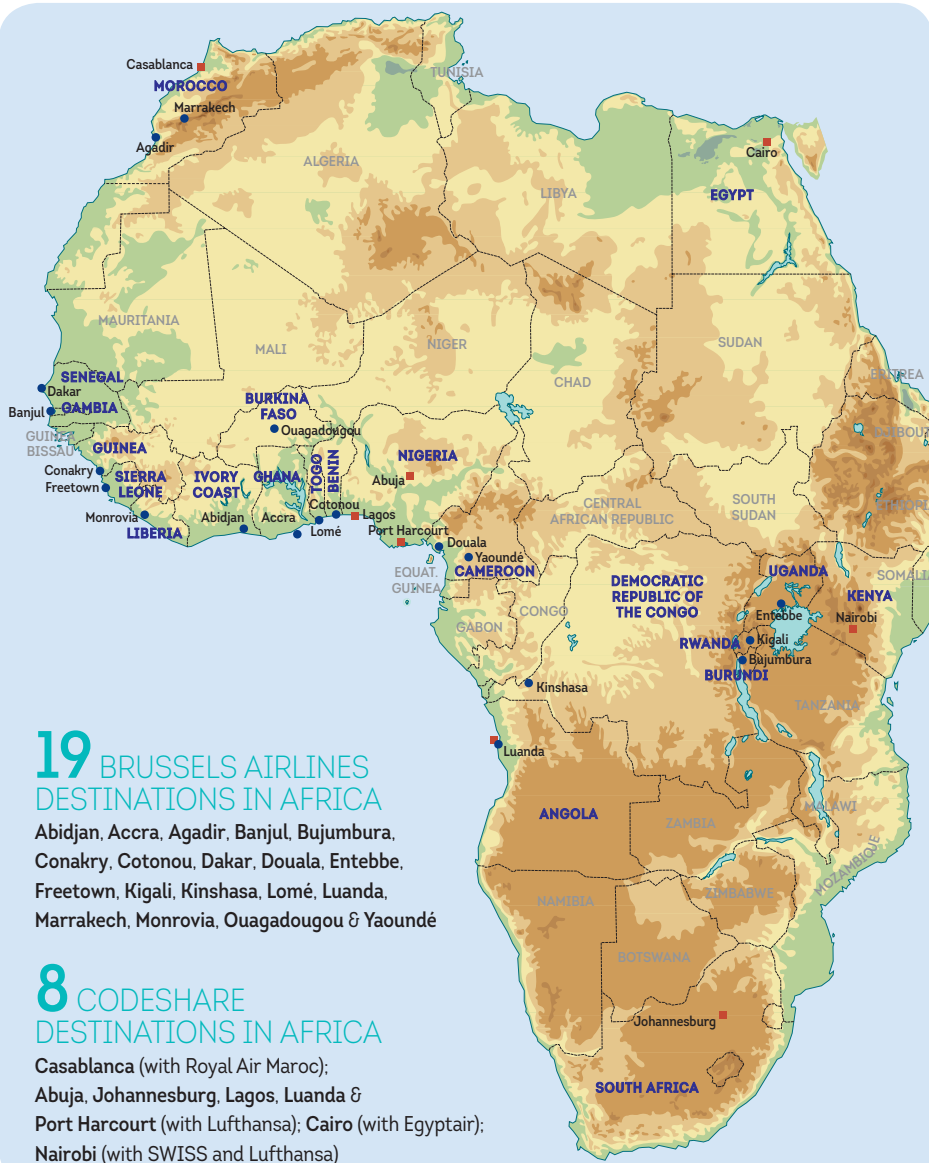 Casablanca
MOROCCO
Marrakech
Agadir
TUNISIA
ALGERIA
LIBYA
Cairo
EGYPT
MAURITANIA
MALI
NIGER
CHAD
SUDAN
ERITREA
SENEGAL
Dakar
Banjul
GAMBIA
GUINEA
BISSAU
GUINEA
Conakry
Freetown
SIERRA
LEONE
Monrovia
LIBERIA
IVORY
COAST
Abidjan
BURKINA
FASO
Ouagadougou
GHANA
Accra
TOGO
BENIN
Cotonou
Lomé
Lagos
NIGERIA
Abuja
Port Harcourt
Douala
Yaoundé
CAMEROON
EQUAT.
GUINEA
CENTRAL
AFRICAN REPUBLIC
SOUTH
SUDAN
DJIBOUT
ETHIOPI
SOMALIA
UGANDA
Entebbe
KENYA
Nairobi
GABON
CONGO
DEMOCRATIC
REPUBLIC OF
THE CONGO
RWANDA
Kigali
Bujumbura
BURUNDI
Kinshasa
TANZANIA
Luanda
ANGOLA
ZAMBIA
MALAWI
MOZAMBIQUE
ZIMBABWE
NAMIBIA
BOTSWANA
Johannesburg
SOUTH AFRICA
19 BRUSSELS AIRLINES
DESTINATIONS IN AFRICA
Abidjan, Accra, Agadir, Banjul, Bujumbura,
Conakry, Cotonou, Dakar, Douala, Entebbe,
Freetown, Kigali, Kinshasa, Lomé, Luanda,
Marrakech, Monrovia, Ouagadougou & Yaoundé
8 CODESHARE
DESTINATIONS IN AFRICA
Casablanca (with Royal Air Maroc);
Abuja, Johannesburg, Lagos, Luanda &
Port Harcourt (with Lufthansa); Cairo (with Egyptair);
Nairobi (with SWISS and Lufthansa)